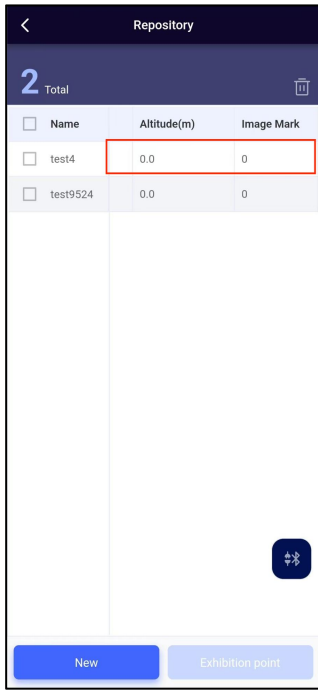 Repository
2 Total
Name Altitude(m) Image Mark
test4 0.0 0
test9524 0.0 0
New Exhibition point